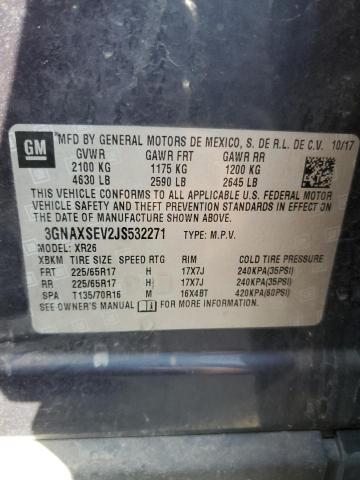 GM
MFD BY GENERAL MOTORS DE MEXICO, S. DE R.L. DE C.V. 10/17
GVWR GAWR FRT GAWR RR
2100 KG 1175 KG 1200 KG
4630 LB 2590 LB 2645 LB
THIS VEHICLE CONFORMS TO ALL APPLICABLE U.S. FEDERAL MOTOR
VEHICLE SAFETY, BUMPER, AND THEFT PREVENTION STANDARDS IN EFFECT ON
THE DATE OF MANUFACTURE SHOWN ABOVE.
3GNAXSEV2JS532271 TYPE: M.P.V.
MODEL: XR26
XBKM TIRE SIZE SPEED RTG RIM COLD TIRE PRESSURE
FRT 225/65R17 H 17X7J 240KPA(35PSI)
RR 225/65R17 H 17X7J 240KPA(35PSI)
SPA T135/70R16 M 16X4BT 420KPA(60PSI)
SEE OWNER'S MANUAL FOR ADDITIONAL INFORMATION.